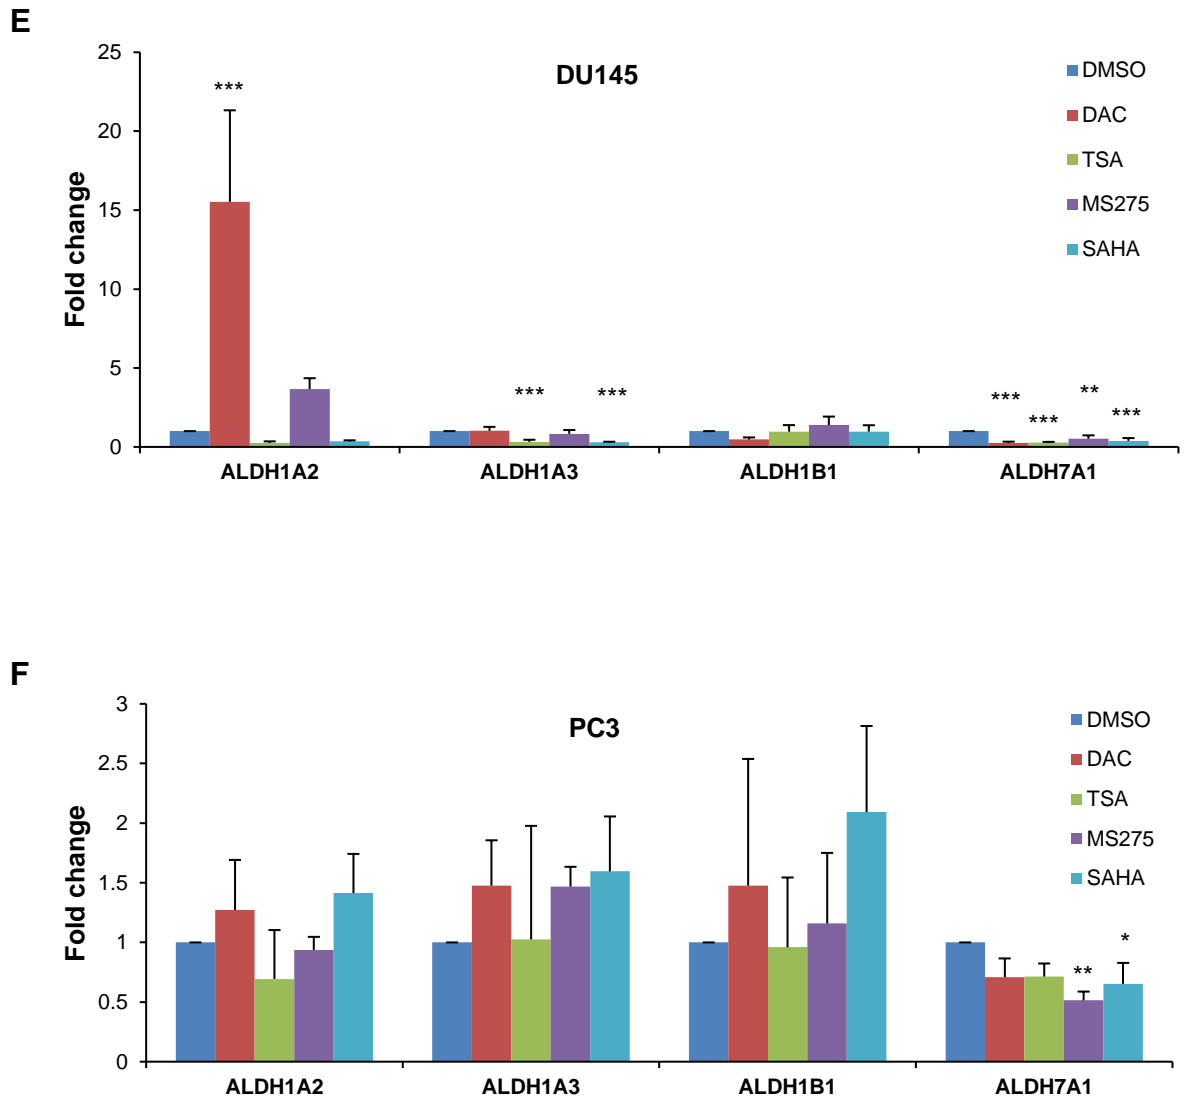 E
DU145
Fold change
25
20
15
10
5
0
***
***
***
***
***
**
***
DMSO
DAC
TSA
MS275
SAHA
ALDH1A2 ALDH1A3 ALDH1B1 ALDH7A1
F
PC3
Fold change
3
2.5
2
1.5
1
0.5
0
**
*
DMSO
DAC
TSA
MS275
SAHA
ALDH1A2 ALDH1A3 ALDH1B1 ALDH7A1